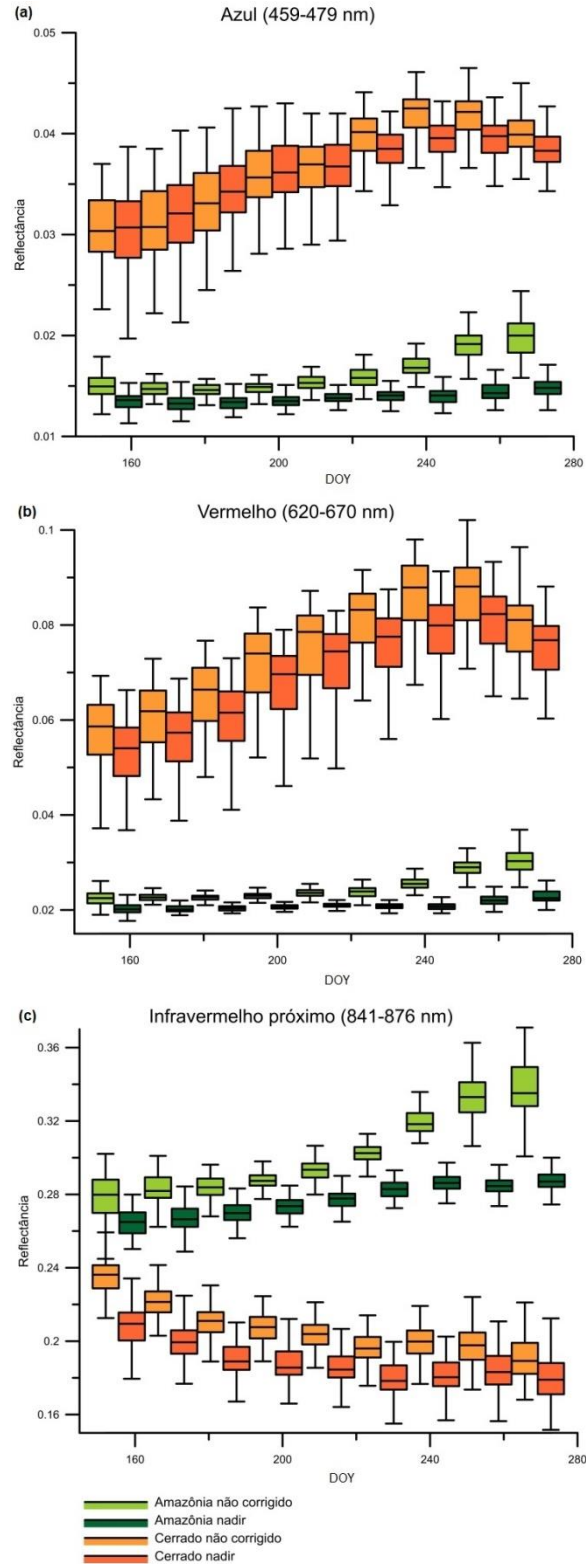 (a)
Azul (459-479 nm)
0.05
0.04
0.03
0.02
0.01
Reflectância
160
200
240
280
DOY
(b)
Vermelho (620-670 nm)
0.1
0.08
0.06
0.04
0.02
Reflectância
160
200
240
280
DOY
(c)
Infravermelho próximo (841-876 nm)
0.36
0.32
0.28
0.24
0.2
0.16
Reflectância
160
200
240
280
DOY
Amazônia não corrigido
Amazônia nadir
Cerrado não corrigido
Cerrado nadir